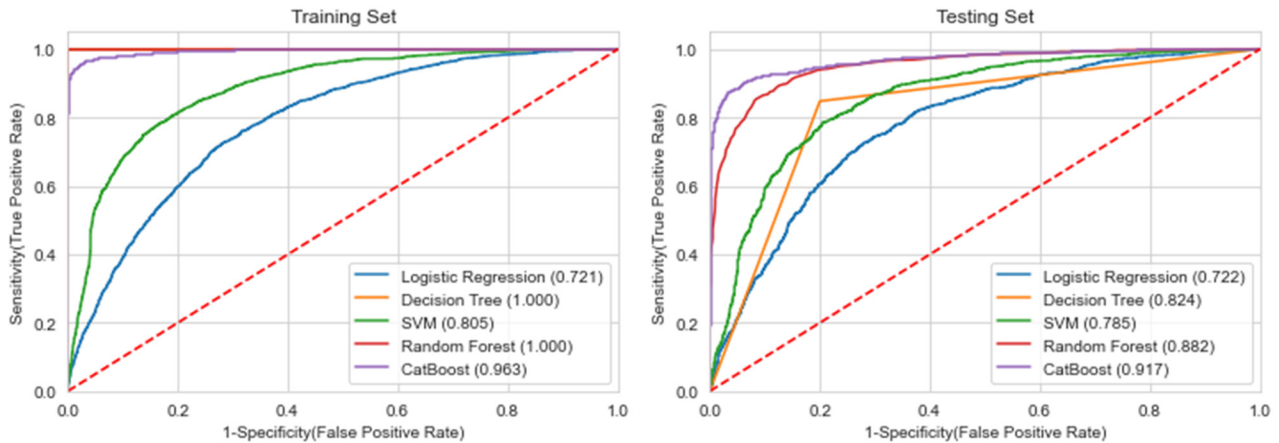 Training Set
Sensitivity(True Positive Rate)
1.0
0.8
0.6
0.4
0.2
0.0
Logistic Regression (0.721)
Decision Tree (1.000)
SVM (0.805)
Random Forest (1.000)
CatBoost (0.963)
0.0 0.2 0.4 0.6 0.8 1.0
1-Specificity(False Positive Rate)
Testing Set
Sensitivity(True Positive Rate)
1.0
0.8
0.6
0.4
0.2
0.0
Logistic Regression (0.722)
Decision Tree (0.824)
SVM (0.785)
Random Forest (0.882)
CatBoost (0.917)
0.0 0.2 0.4 0.6 0.8 1.0
1-Specificity(False Positive Rate)